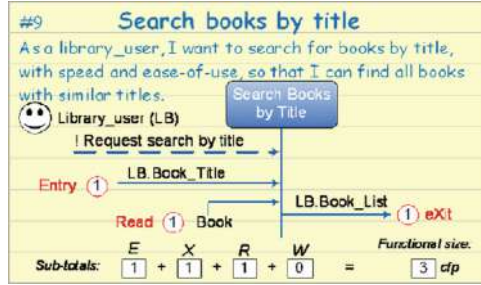 #9 Search books by title
As a library_user, I want to search for books by title,
with speed and ease-of-use, so that I can find all books
with similar titles.
Search Books
by Title
Library_user (LB)
! Request search by title
LB.Book_Title
Entry 1
LB.Book_List
1 eXit
Read 1 Book
E X R W Functional size.
Sub-totals: 1 + 1 + 1 + 0 = 3 cfp